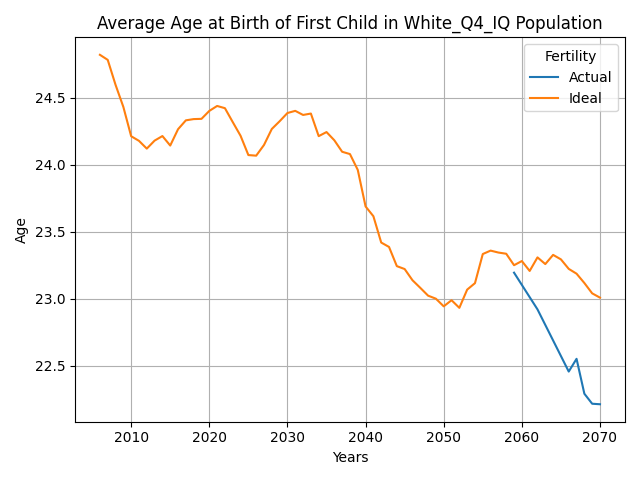 Average Age at Birth of First Child in White_Q4_IQ Population
Fertility
Actual
Ideal
24.5
24.0
23.5
23.0
22.5
Age
2010 2020 2030 2040 2050 2060 2070
Years